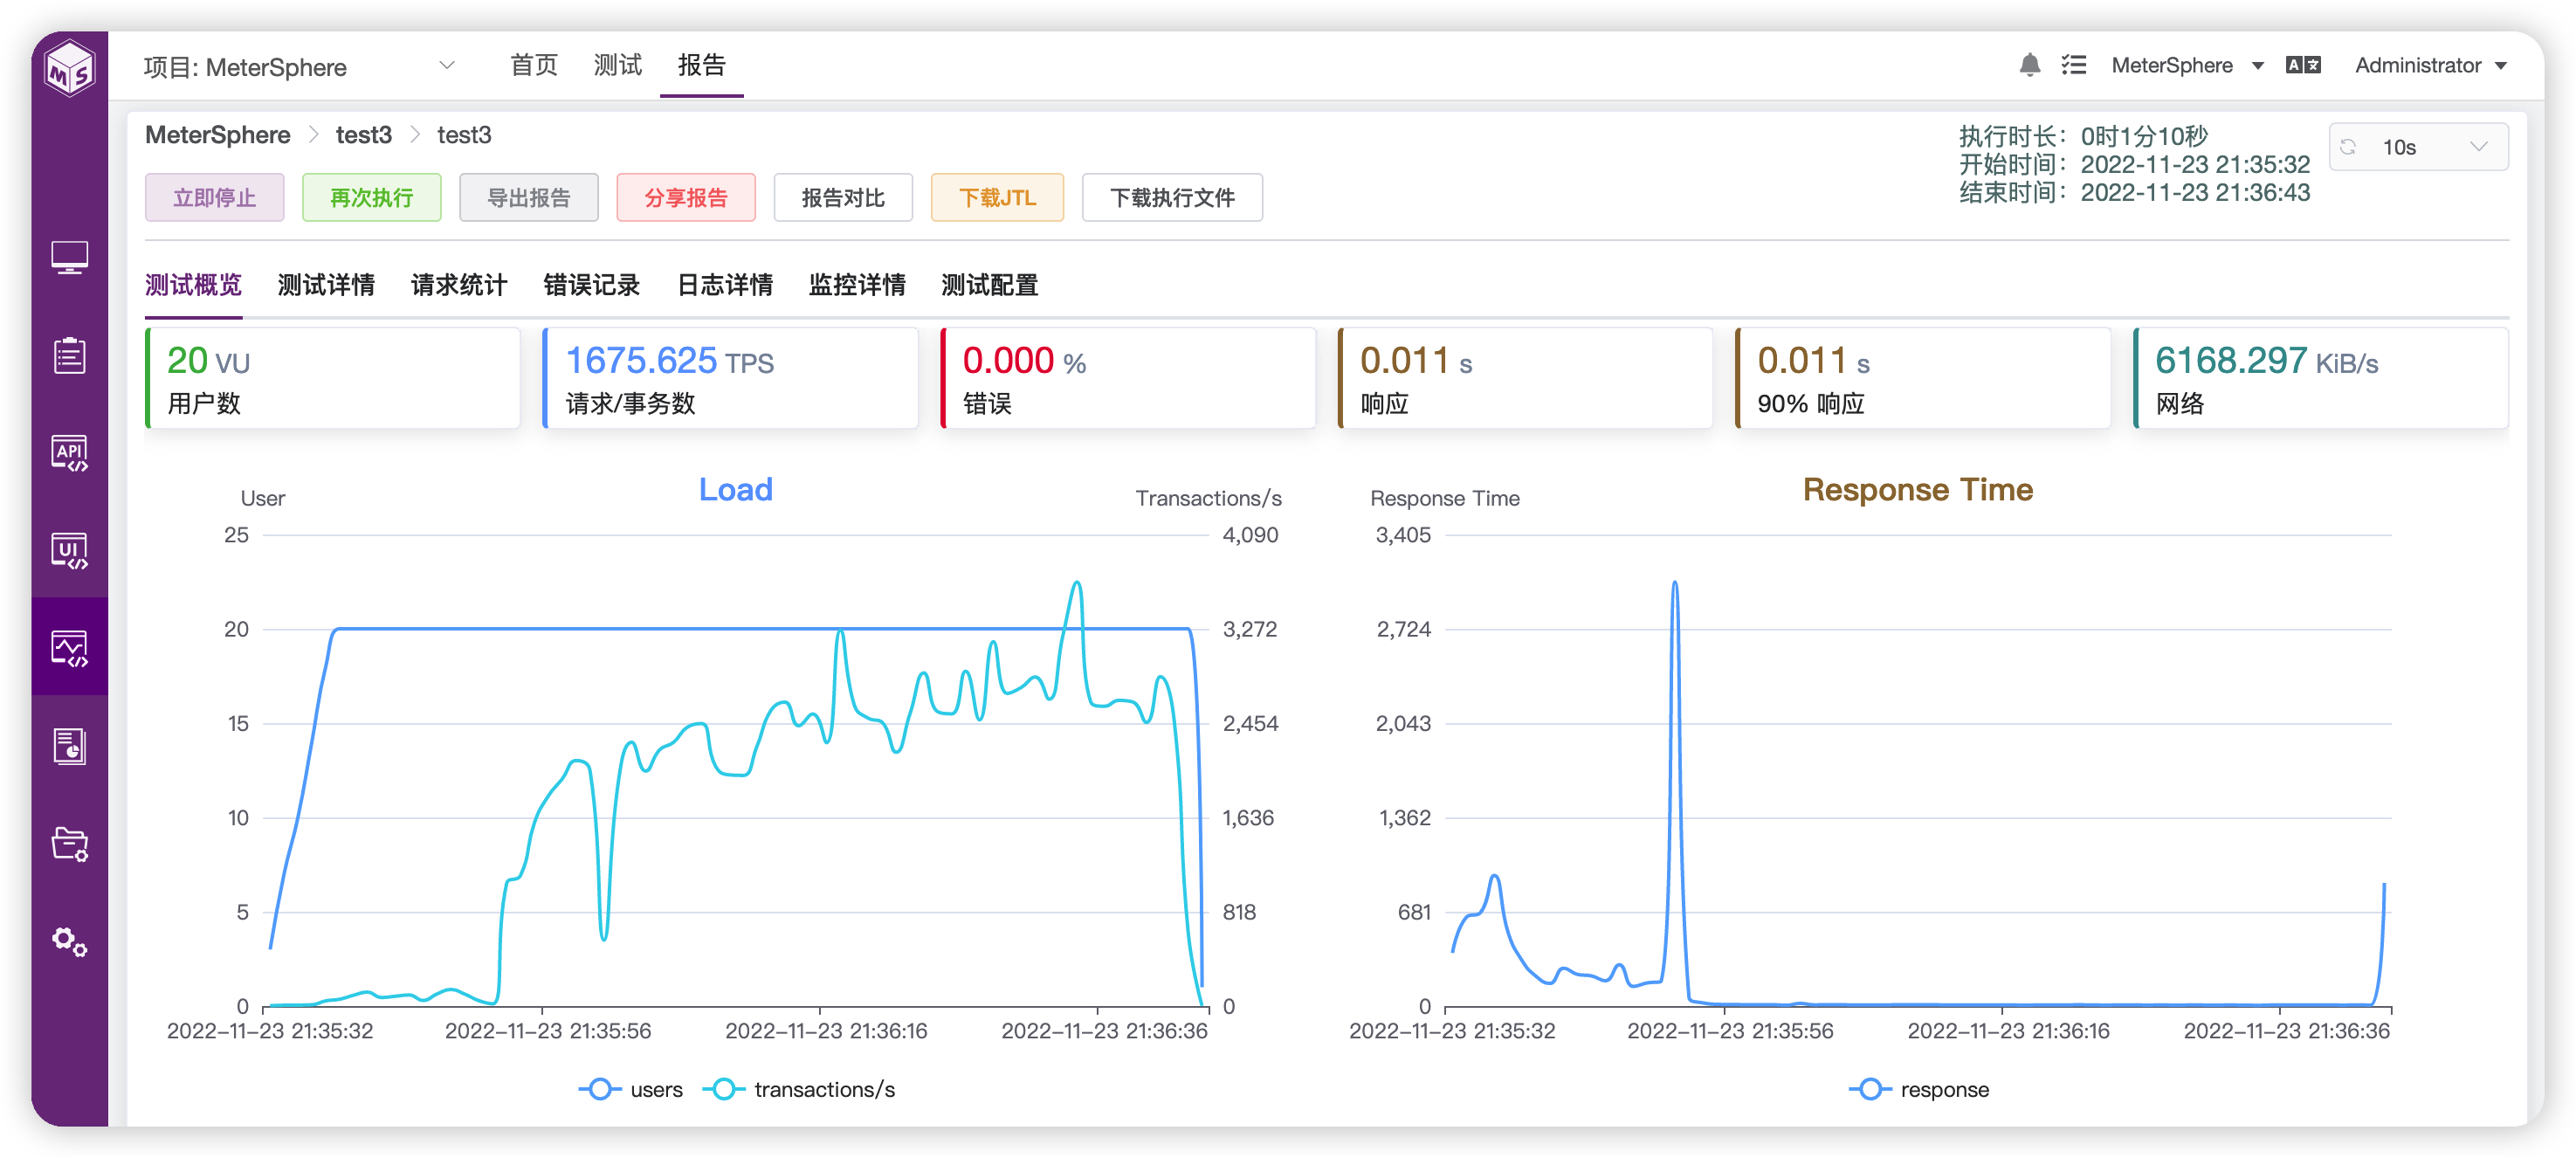 MS
项目: MeterSphere
首页 测试 报告
MeterSphere
A
Administrator
MeterSphere > test3 > test3
执行时长: 0时1分10秒
开始时间: 2022-11-23 21:35:32
结束时间: 2022-11-23 21:36:43
10s
立即停止 再次执行 导出报告 分享报告 报告对比 下载JTL 下载执行文件
测试概览 测试详情 请求统计 错误记录 日志详情 监控详情 测试配置
20 VU
用户数
1675.625 TPS
请求/事务数
0.000 %
错误
0.011 s
响应
0.011 s
90% 响应
6168.297 KiB/s
网络
API
UI
Load
User
Transactions/s
25
20
15
10
5
0
4,090
3,272
2,454
1,636
818
0
2022-11-23 21:35:32
2022-11-23 21:35:56
2022-11-23 21:36:16
2022-11-23 21:36:36
users transactions/s
Response Time
Response Time
3,405
2,724
2,043
1,362
681
0
2022-11-23 21:35:32
2022-11-23 21:35:56
2022-11-23 21:36:16
2022-11-23 21:36:36
response